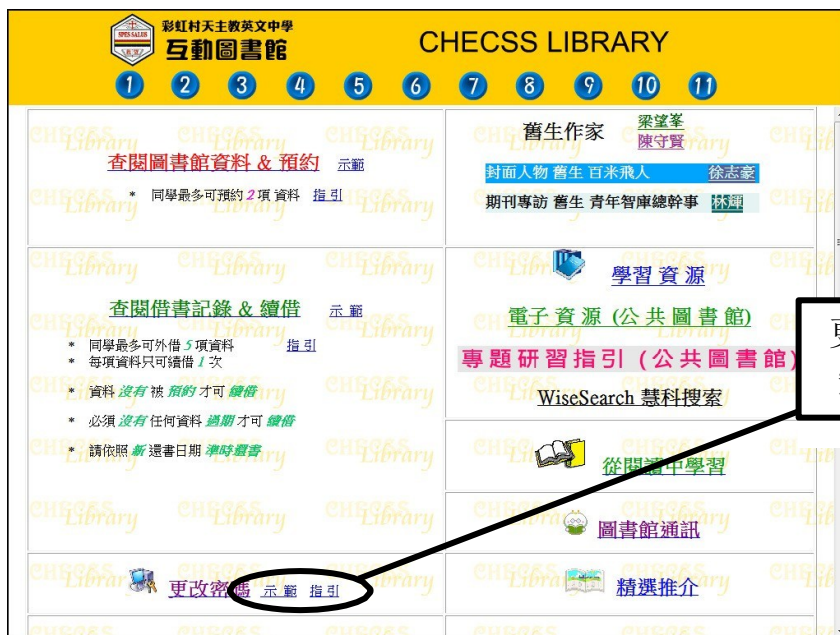 彩虹村天主教英文中學
互動圖書館
CHECSS LIBRARY
1 2 3 4 5 6 7 8 9 10 11
查閱圖書館資料 & 預約 示範
* 同學最多可預約 2 項 資料 指 引
查閱借書記錄 & 續借 示 範
* 同學最多可外借 5 項資料 指 引
* 每項資料只可續借 1 次
* 資料 沒有 被 預約 才可 續借
* 必須 沒有 任何資料 過期 才可 續借
* 請依照 新 還書日期 準時還書
更改密碼 示 範 指 引
舊生作家 梁望峯
陳守賢
封面人物 舊生 百米飛人 徐志豪
期刊專訪 舊生 青年智庫總幹事 林輝
學習 資 源
電子 資 源 (公 共 圖 書 館)
專 題 研 習 指 引 ( 公 共 圖 書 館 )
WiseSearch 慧科搜索
從閱讀中學習
圖書館通訊
精選推介